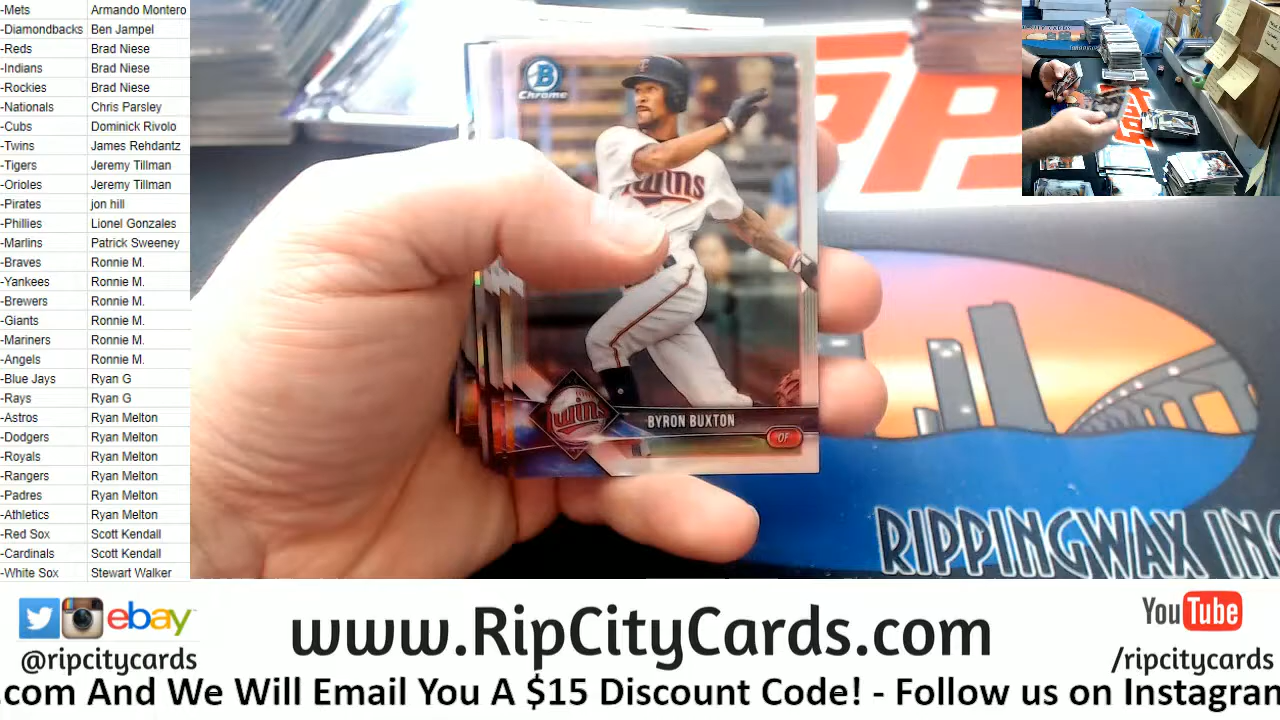 -Mets Armando Montero
-Diamondbacks Ben Jampel
-Reds Brad Niese
-Indians Brad Niese
-Rockies Brad Niese
-Nationals Chris Parsley
-Cubs Dominick Rivolo
-Twins James Rehdantz
-Tigers Jeremy Tillman
-Orioles Jeremy Tillman
-Pirates jon hill
-Phillies Lionel Gonzales
-Marlins Patrick Sweeney
-Braves Ronnie M.
-Yankees Ronnie M.
-Brewers Ronnie M.
-Giants Ronnie M.
-Mariners Ronnie M.
-Angels Ronnie M.
-Blue Jays Ryan G
-Rays Ryan G
-Astros Ryan Melton
-Dodgers Ryan Melton
-Royals Ryan Melton
-Rangers Ryan Melton
-Padres Ryan Melton
-Athletics Ryan Melton
-Red Sox Scott Kendall
-Cardinals Scott Kendall
-White Sox Stewart Walker
B
Chrome
Twins
Twins
BYRON BUXTON
OF
RIPPINGWAX INC
ebay
@ripcitycards
www.RipCityCards.com
YouTube
/ripcitycards
.com And We Will Email You A $15 Discount Code! - Follow us on Instagram